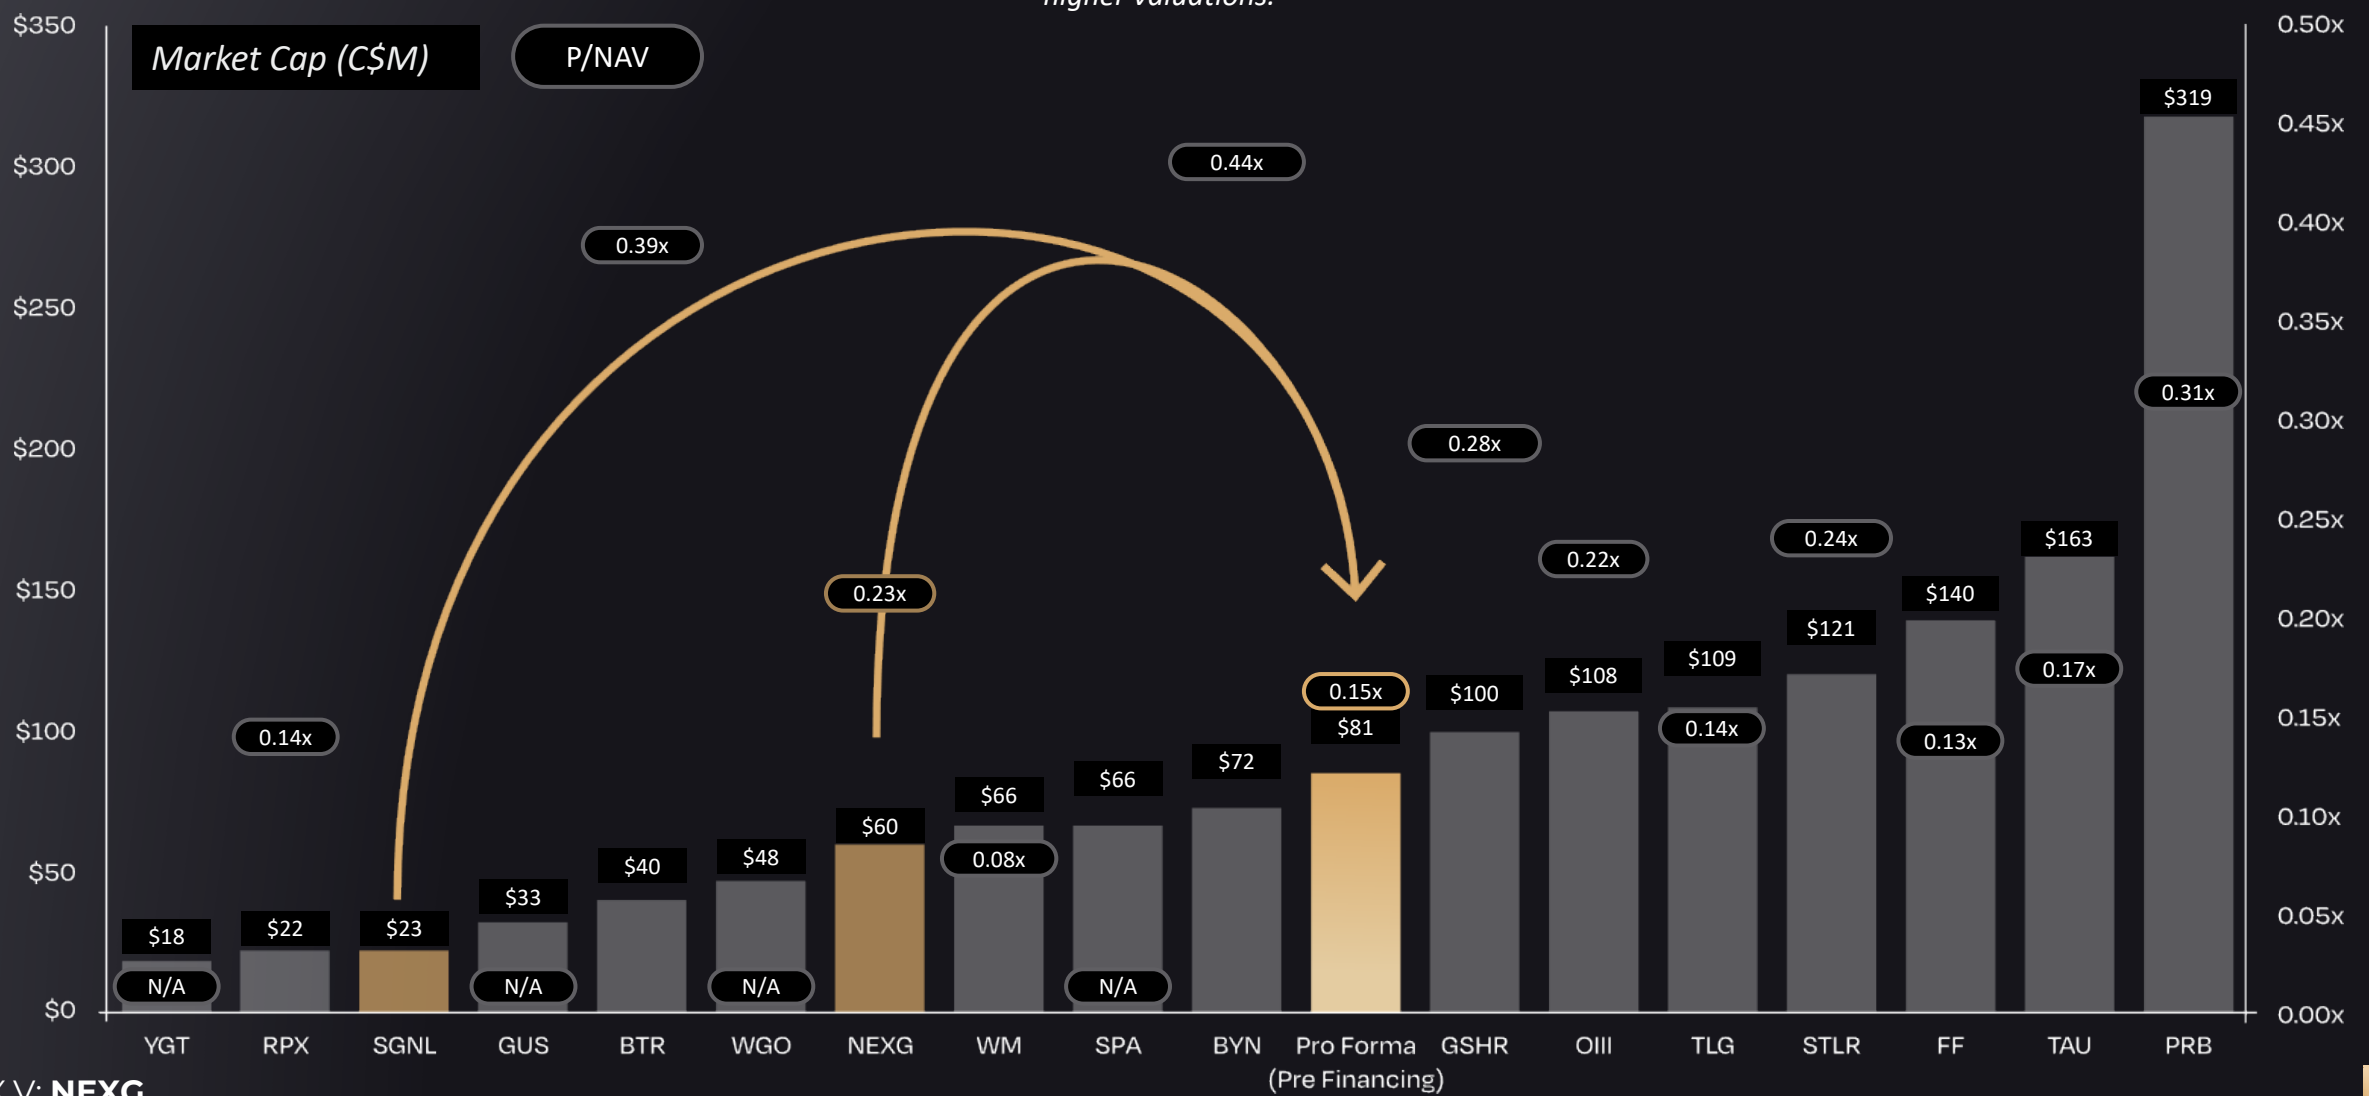 higher valuations.
Market Cap (C$M)
P/NAV
$350
$300
$250
$200
$150
$100
$50
$0
0.50x
0.45x
0.40x
0.35x
0.30x
0.25x
0.20x
0.15x
0.10x
0.05x
0.00x
$18
N/A
0.14x
$22
$23
$33
N/A
0.39x
$40
$48
N/A
0.23x
$60
$66
0.08x
$66
N/A
0.44x
$72
0.15x
$81
0.28x
$100
0.22x
$108
$109
0.14x
0.24x
$121
$140
0.13x
$163
0.17x
$319
0.31x
YGT
RPX
SGNL
GUS
BTR
WGO
NEXG
WM
SPA
BYN
Pro Forma
(Pre Financing)
GSHR
OIII
TLG
STLR
FF
TAU
PRB
V: NEXG